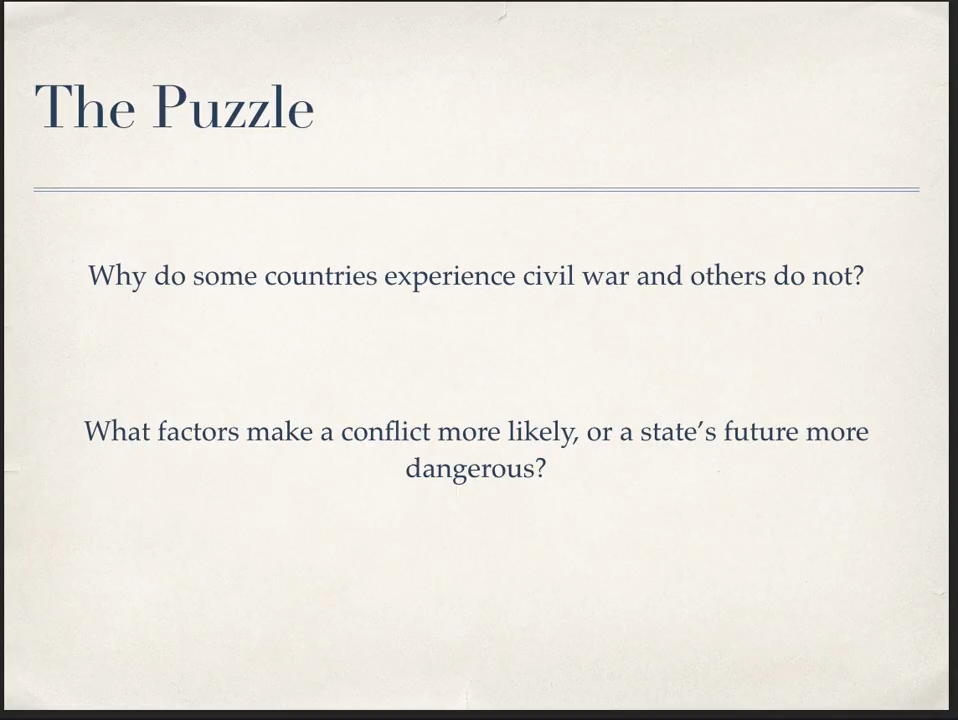 The Puzzle
Why do some countries experience civil war and others do not?
What factors make a conflict more likely, or a state’s future more
dangerous?